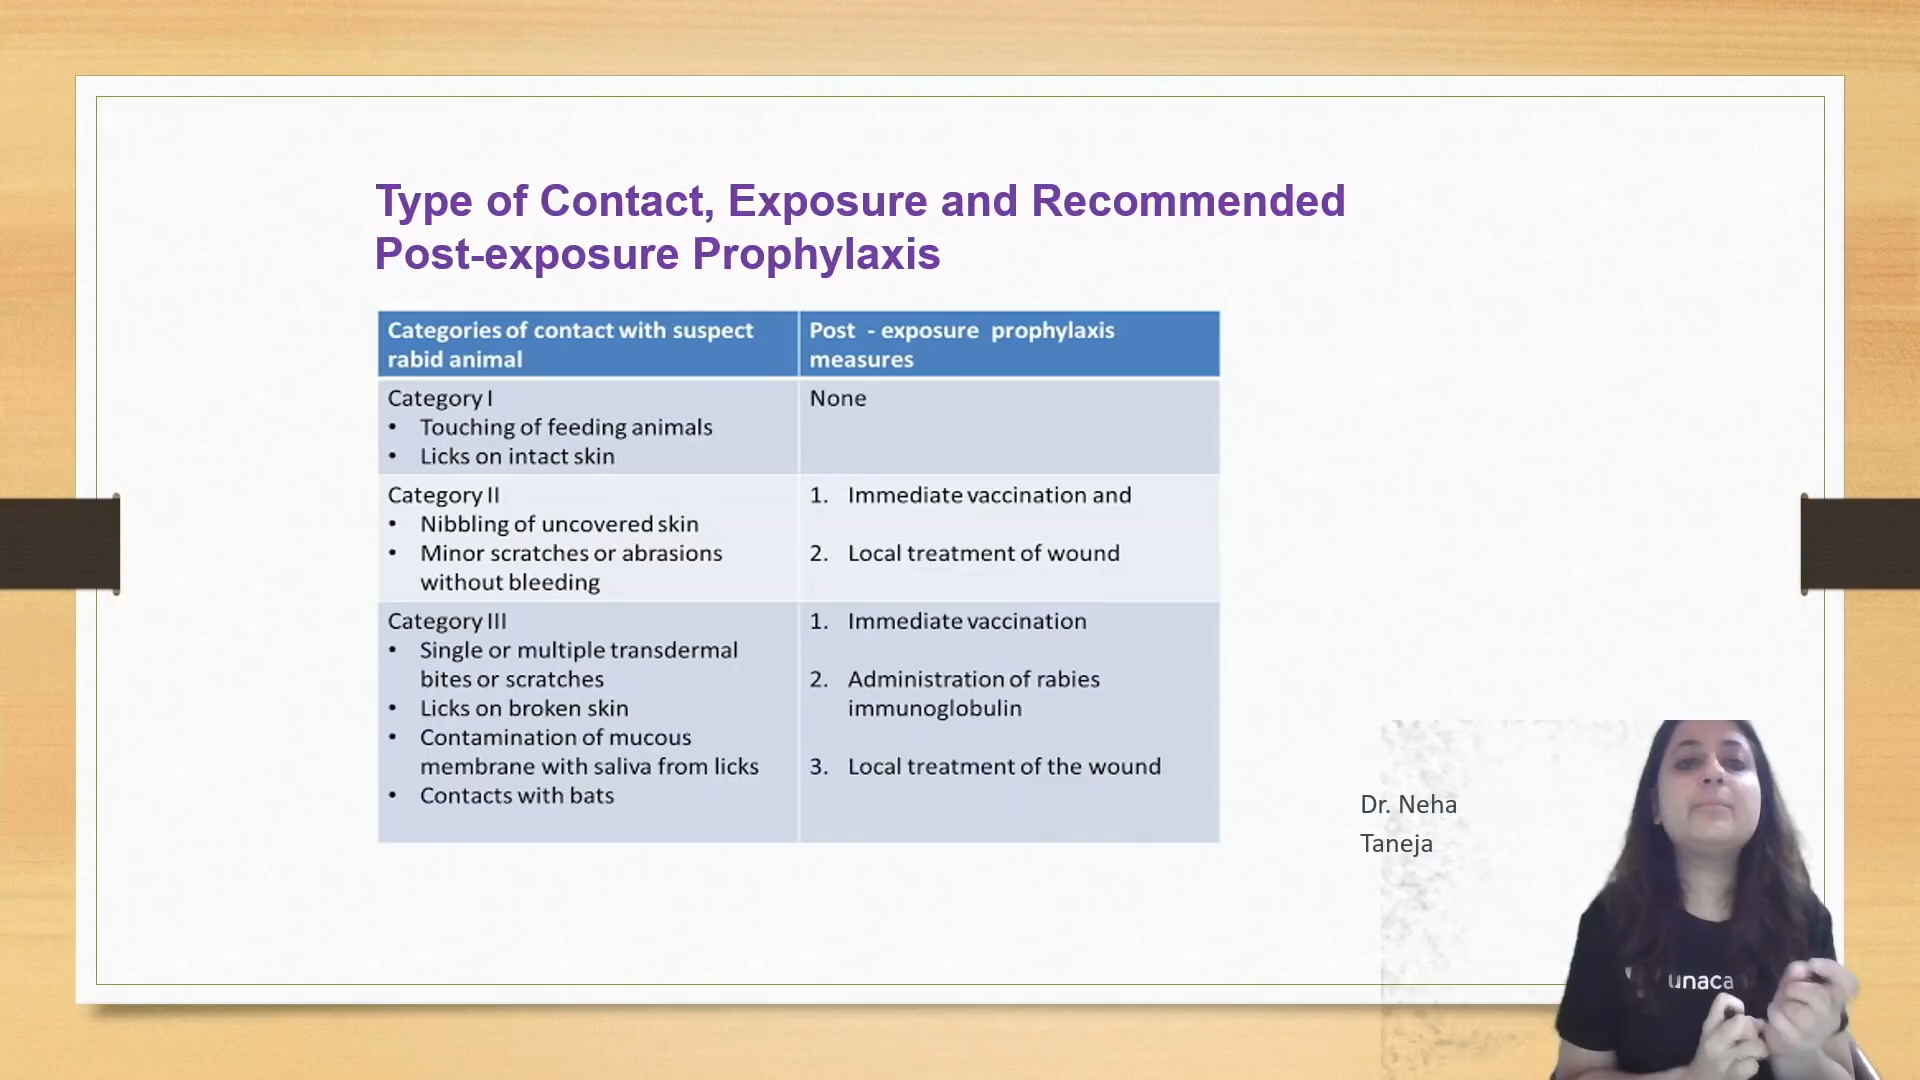 Type of Contact, Exposure and Recommended
Post-exposure Prophylaxis
Categories of contact with suspect
rabid animal
Post - exposure prophylaxis
measures
Category I
• Touching of feeding animals
• Licks on intact skin
None
Category II
• Nibbling of uncovered skin
• Minor scratches or abrasions
without bleeding
1. Immediate vaccination and
2. Local treatment of wound
Category III
• Single or multiple transdermal
bites or scratches
• Licks on broken skin
• Contamination of mucous
membrane with saliva from licks
• Contacts with bats
1. Immediate vaccination
2. Administration of rabies
immunoglobulin
3. Local treatment of the wound
Dr. Neha
Taneja
unaca